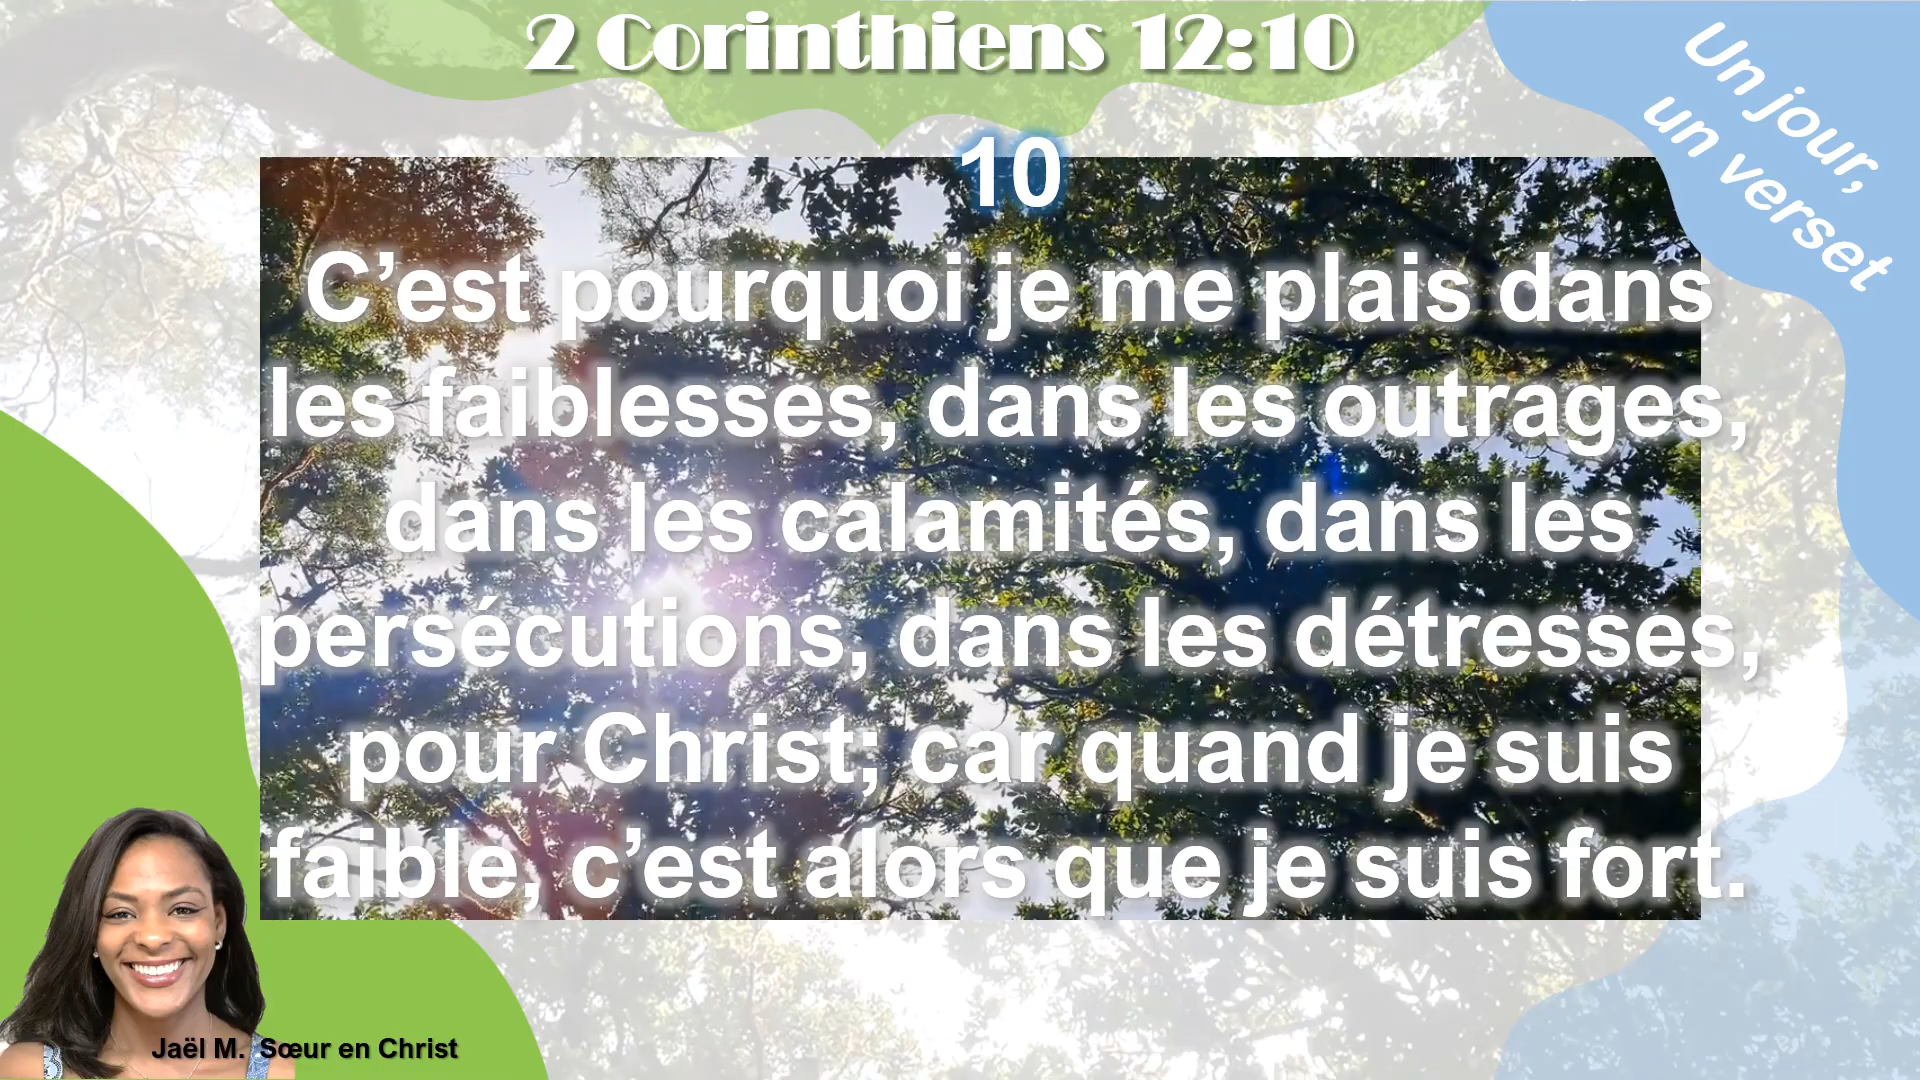 2 Corinthiens 12:10
Un jour,
un verset
10
C’est pourquoi je me plais dans
les faiblesses, dans les outrages,
dans les calamités, dans les
persécutions, dans les détresses,
pour Christ; car quand je suis
faible, c’est alors que je suis fort.
Jaël M.  Sœur en Christ